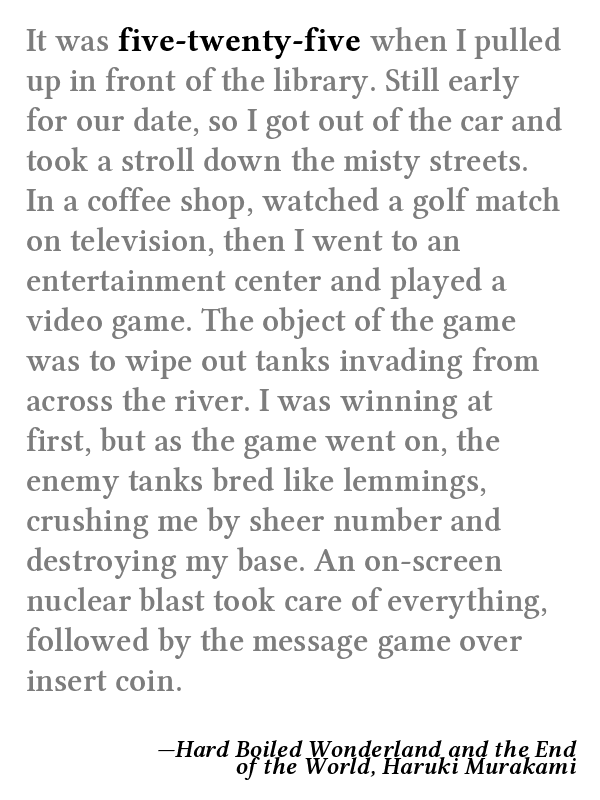 It was five-twenty-five when I pulled
up in front of the library. Still early
for our date, so I got out of the car and
took a stroll down the misty streets.
In a coffee shop, watched a golf match
on television, then I went to an
entertainment center and played a
video game. The object of the game
was to wipe out tanks invading from
across the river. I was winning at
first, but as the game went on, the
enemy tanks bred like lemmings,
crushing me by sheer number and
destroying my base. An on-screen
nuclear blast took care of everything,
followed by the message game over
insert coin.
—Hard Boiled Wonderland and the End
of the World, Haruki Murakami